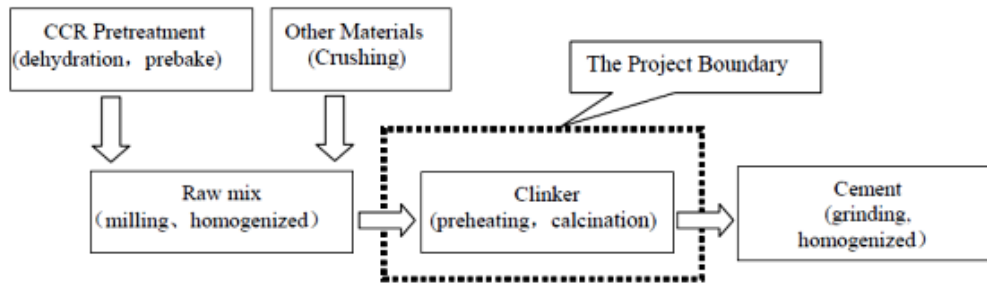 CCR Pretreatment
(dehydration，prebake)
Other Materials
(Crushing)
The Project Boundary
Raw mix
（milling、homogenized）
Clinker
(preheating，calcination)
Cement
(grinding,
homogenized）